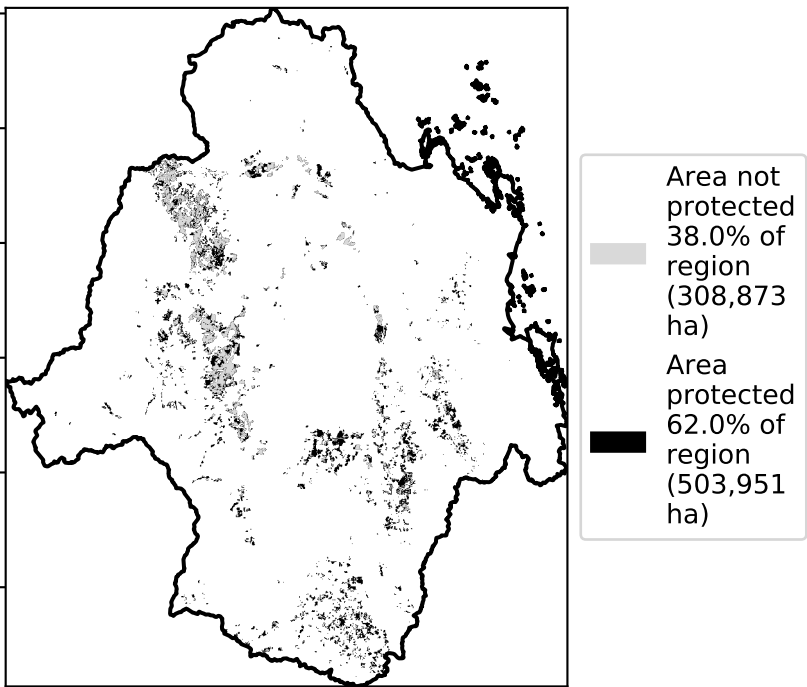 Area not
protected
38.0% of
region
(308,873
ha)
Area
protected
62.0% of
region
(503,951
ha)